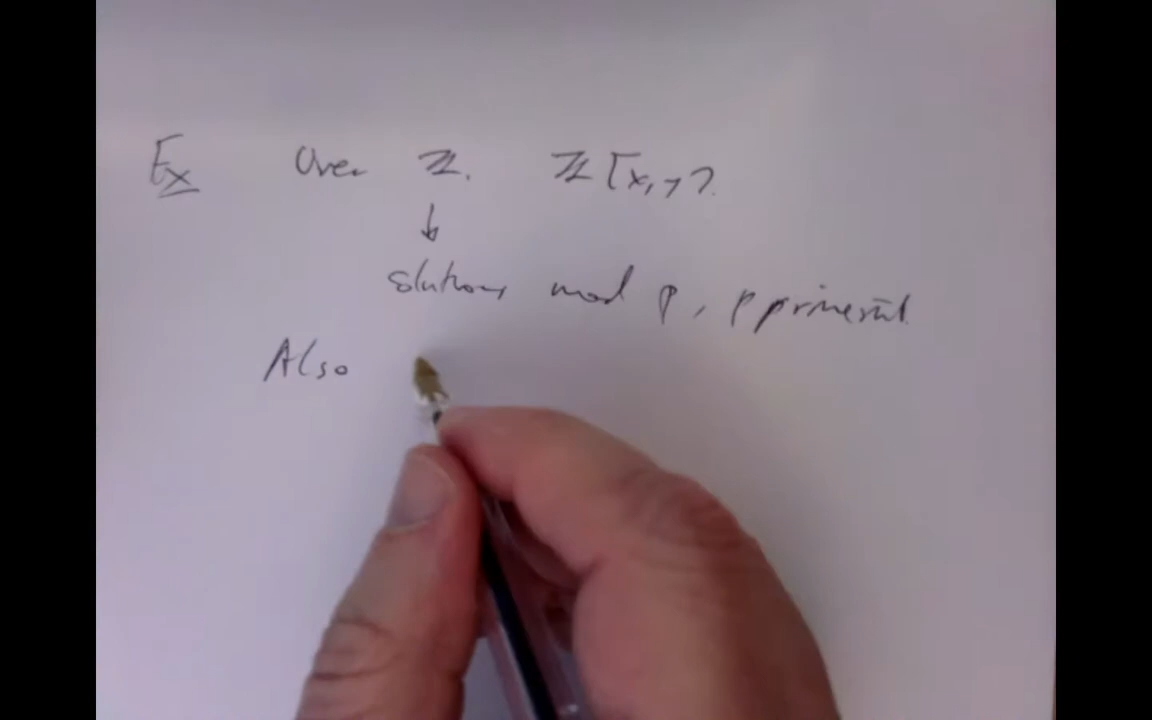 Ex Over ℤ. ℤ[x,y].
↓
solutions mod p, p prime
Also